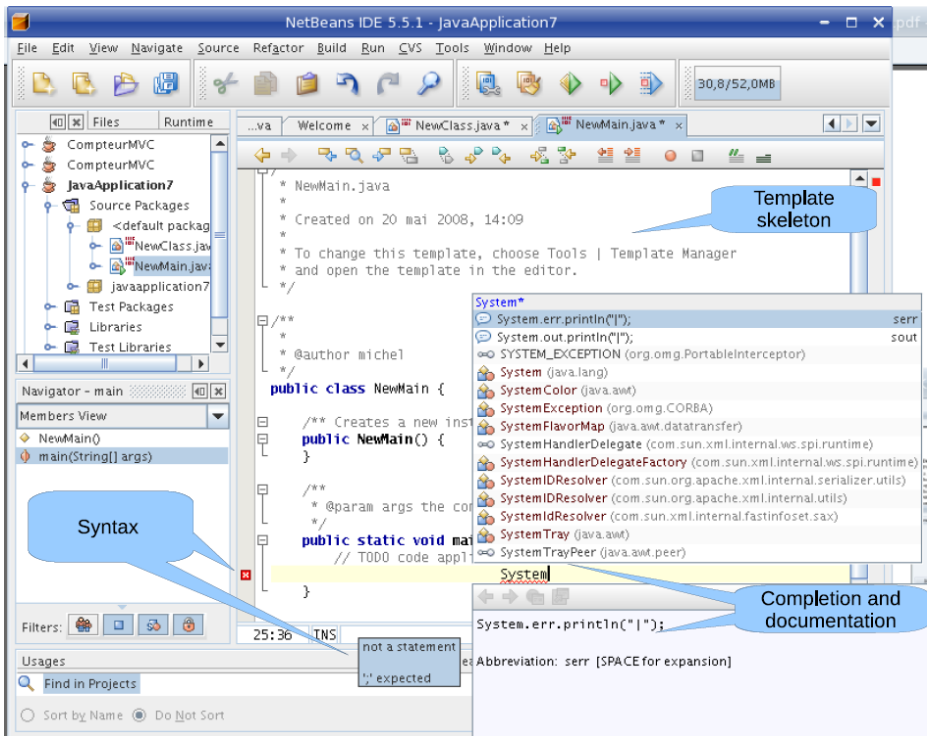 NetBeans IDE 5.5.1 - JavaApplication7
pdf
File Edit View Navigate Source Refactor Build Run CVS Tools Window Help
30,8/52,0MB
Files Runtime
...va Welcome x NewClass.java * x NewMain.java * x
CompteurMVC
CompteurMVC
JavaApplication7
Source Packages
<default packag
NewClass.jav
NewMain.java
javaapplication7
Test Packages
Libraries
Test Libraries
Navigator - main
Members View
NewMain()
main(String[] args)
Filters:
/*
* NewMain.java
*
* Created on 20 mai 2008, 14:09
*
* To change this template, choose Tools | Template Manager
* and open the template in the editor.
*/
/**
*
* @author michel
*/
public class NewMain {
/** Creates a new inst
public NewMain() {
}
/**
* @param args the com
*/
public static void mai
// TODO code appli
System
}
25:36 INS
Template
skeleton
System*
System.err.println("|"); serr
System.out.println("|"); sout
SYSTEM_EXCEPTION (org.omg.PortableInterceptor)
System (java.lang)
SystemColor (java.awt)
SystemException (org.omg.CORBA)
SystemFlavorMap (java.awt.datatransfer)
SystemHandlerDelegate (com.sun.xml.internal.ws.spi.runtime)
SystemHandlerDelegateFactory (com.sun.xml.internal.ws.spi.runtime)
SystemIDResolver (com.sun.org.apache.xml.internal.serializer.utils)
SystemIDResolver (com.sun.org.apache.xml.internal.utils)
SystemIdResolver (com.sun.xml.internal.fastinfoset.sax)
SystemTray (java.awt)
SystemTrayPeer (java.awt.peer)
Syntax
Completion and
documentation
System.err.println("|");
Abbreviation: serr [SPACE for expansion]
not a statement
';' expected
Usages
Find in Projects
Sort by Name Do Not Sort